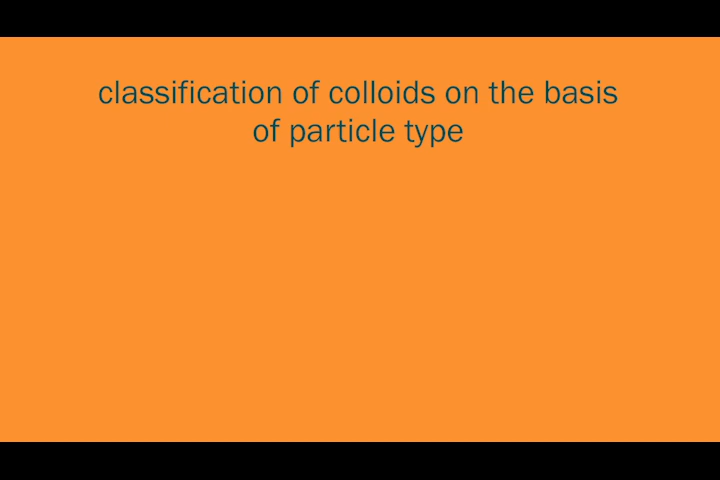 classification of colloids on the basis
of particle type